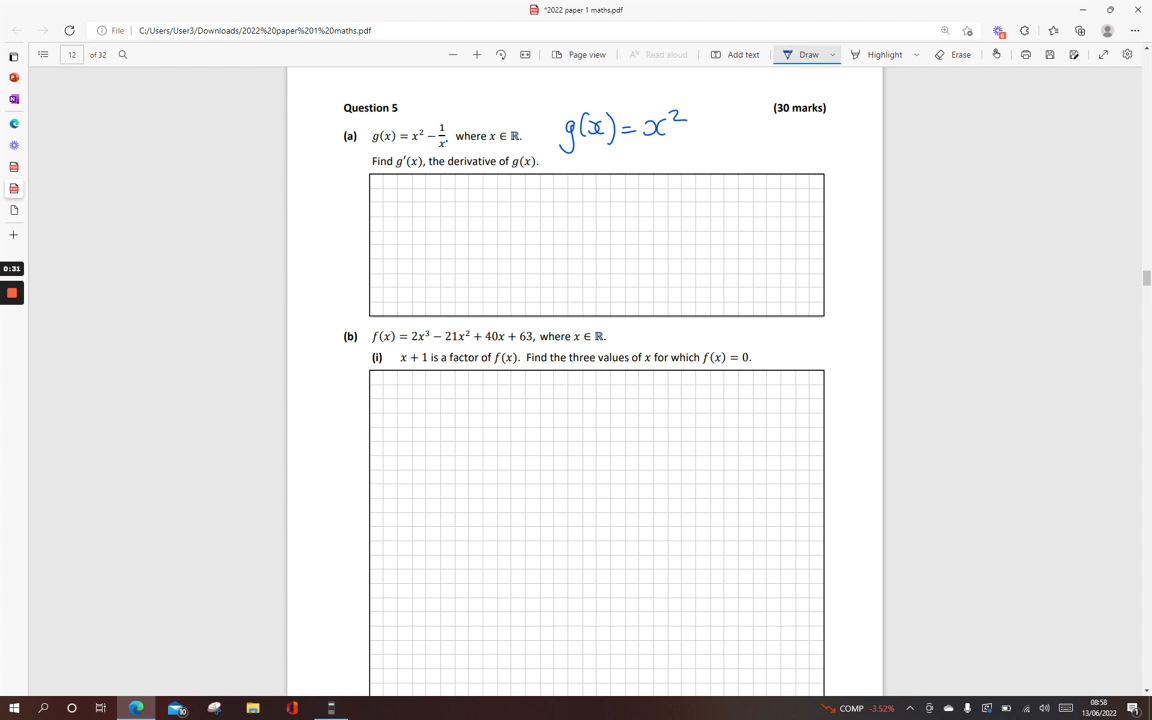 *2022 paper 1 maths.pdf
File C:/Users/User3/Downloads/2022%20paper%201%20maths.pdf
12 of 32 Page view Read aloud Add text Draw Highlight Erase
Question 5 (30 marks)
(a) g(x) = x² − 1/x, where x ∈ ℝ.
g(x) = x²
Find g′(x), the derivative of g(x).
0:31
(b) f(x) = 2x³ − 21x² + 40x + 63, where x ∈ ℝ.
(i) x + 1 is a factor of f(x). Find the three values of x for which f(x) = 0.
COMP -3.52%
08:58
13/06/2022